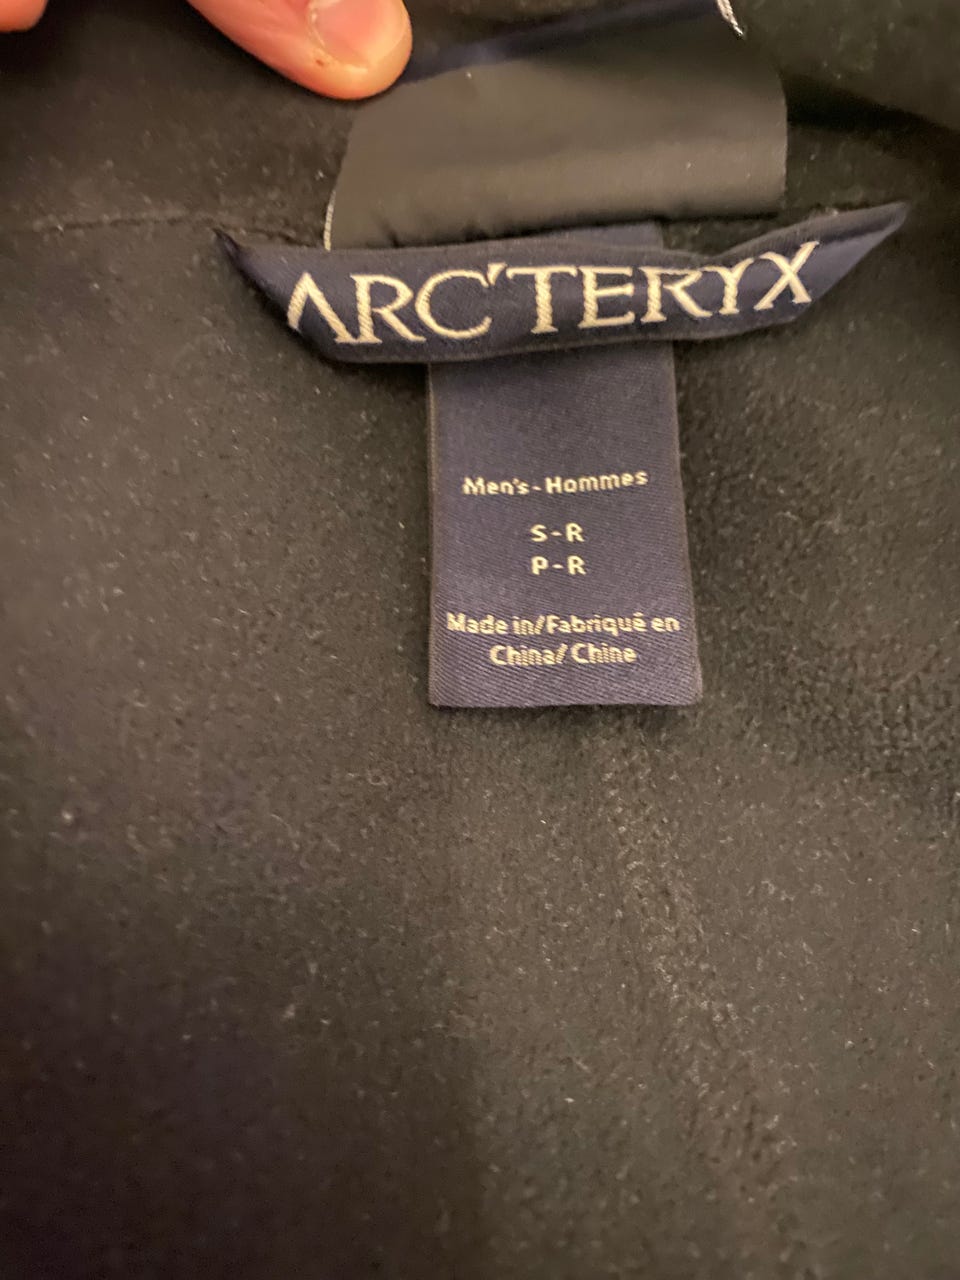 ARC'TERYX
Men's - Hommes
S - R
P - R
Made in/Fabriqué en
China/ Chine